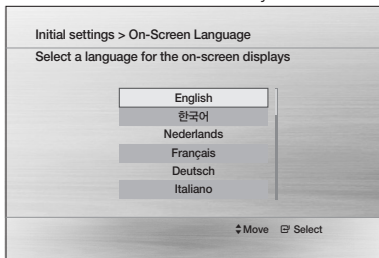 Initial settings > On-Screen Language
Select a language for the on-screen displays
English
한국어
Nederlands
Français
Deutsch
Italiano
Move Select